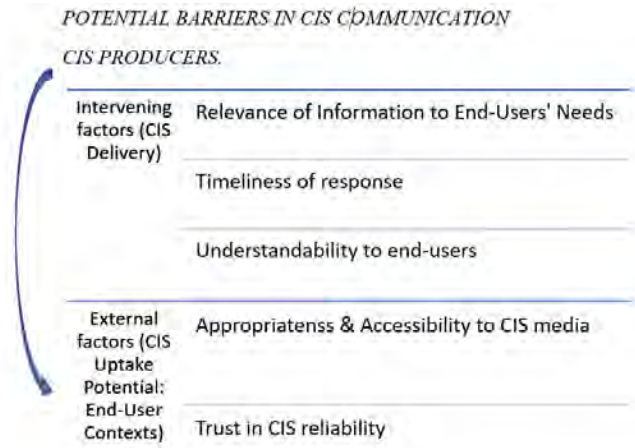 POTENTIAL BARRIERS IN CIS COMMUNICATION
CIS PRODUCERS.
Intervening
factors (CIS
Delivery)
Relevance of Information to End-Users' Needs
Timeliness of response
Understandability to end-users
External
factors (CIS
Uptake
Potential:
End-User
Contexts)
Appropriatenss & Accessibility to CIS media
Trust in CIS reliability